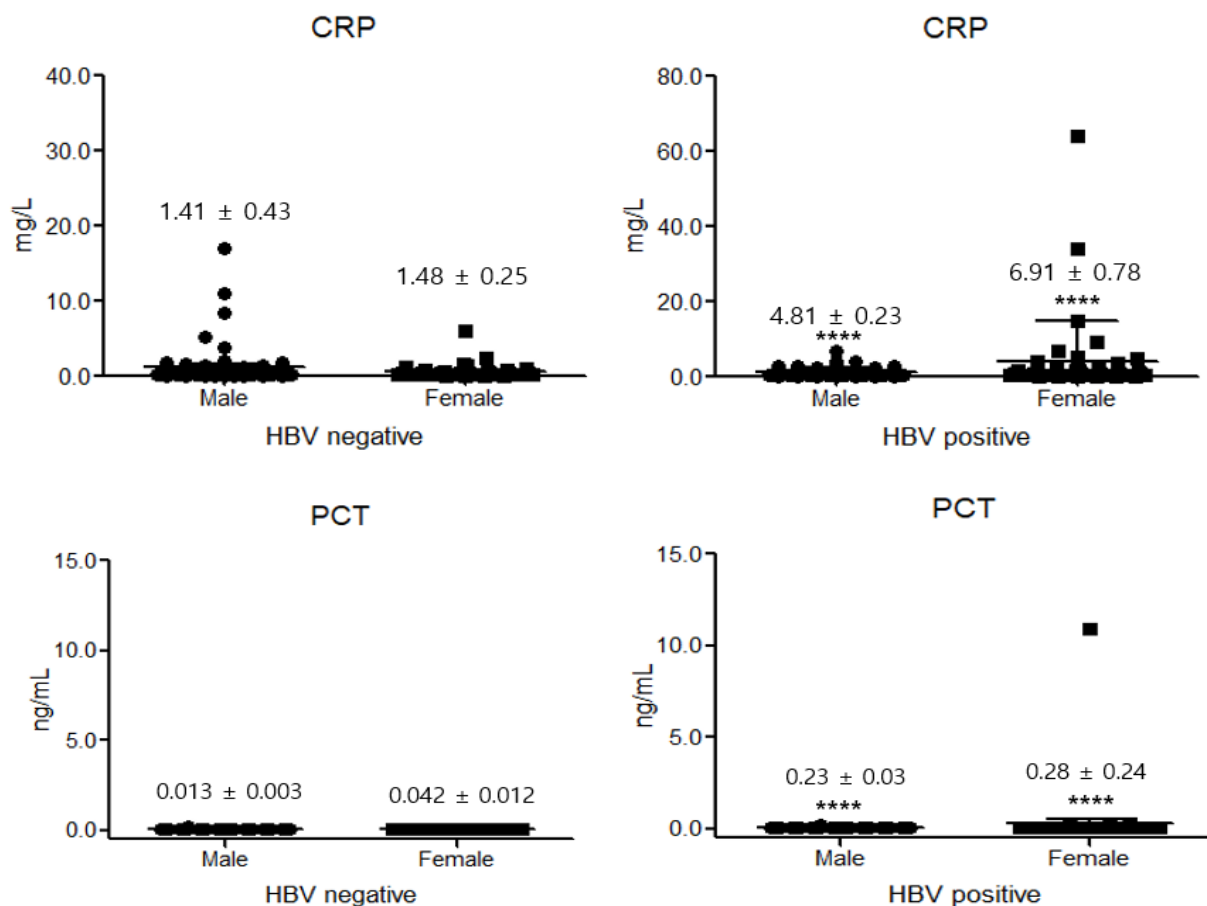 CRP
40.0
30.0
20.0
10.0
0.0
mg/L
1.41 ± 0.43
1.48 ± 0.25
Male
Female
HBV negative
CRP
80.0
60.0
40.0
20.0
0.0
mg/L
4.81 ± 0.23
****
6.91 ± 0.78
****
Male
Female
HBV positive
PCT
15.0
10.0
5.0
0.0
ng/mL
0.013 ± 0.003
0.042 ± 0.012
Male
Female
HBV negative
PCT
15.0
10.0
5.0
0.0
ng/mL
0.23 ± 0.03
****
0.28 ± 0.24
****
Male
Female
HBV positive